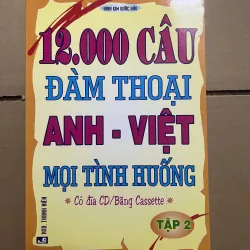 12.000 CÂU
ĐÀM THOẠI
ANH - VIỆT
MỌI TÌNH HUỐNG
* Có đĩa CD/Băng Cassette *
TẬP 2